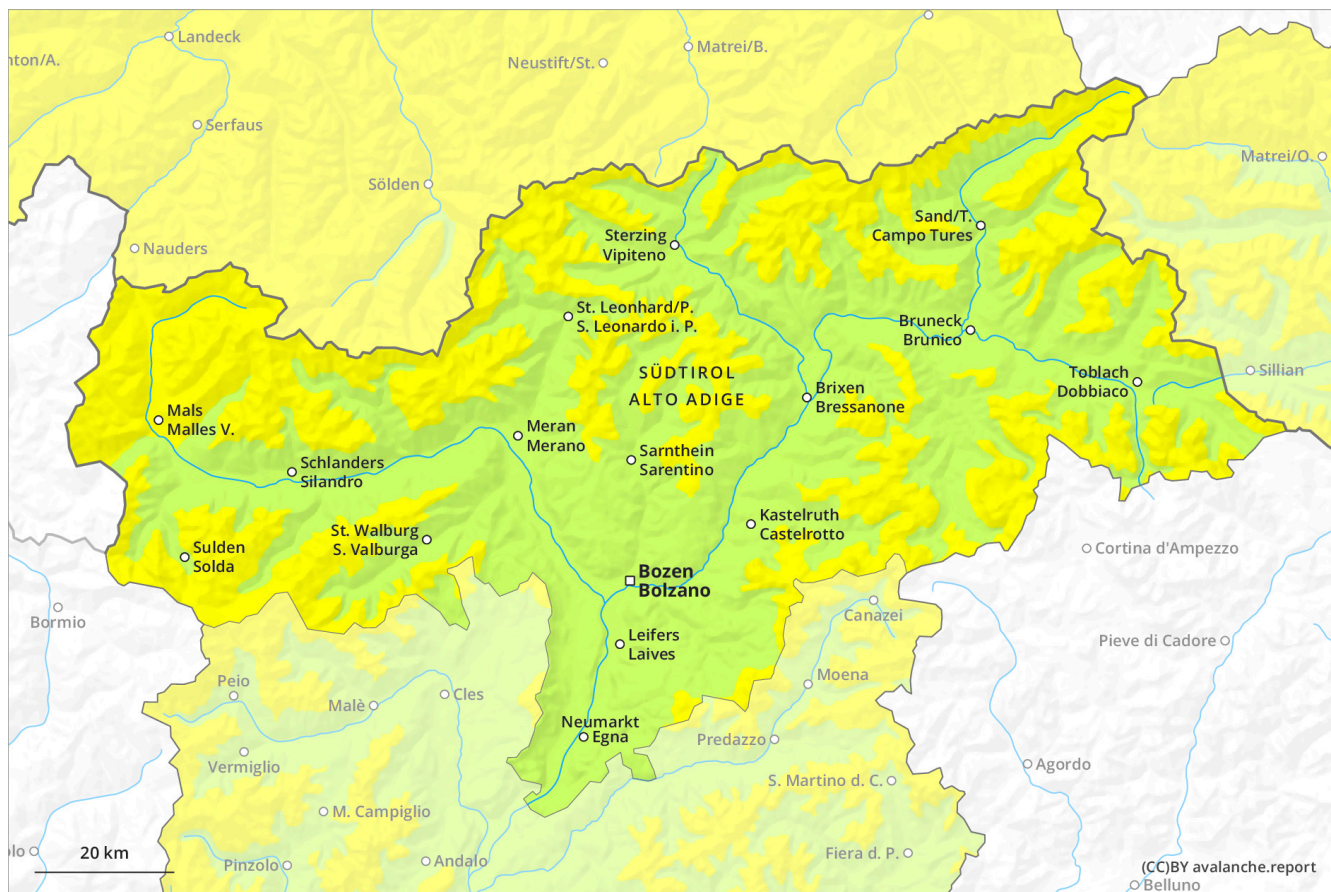 Landeck
nton/A.
Matrei/B.
Neustift/St.
Serfaus
Matrei/O.
Sölden
Sand/T.
Campo Tures
Sterzing
Vipiteno
Nauders
St. Leonhard/P.
S. Leonardo i. P.
Bruneck
Brunico
SÜDTIROL
ALTO ADIGE
Toblach
Dobbiaco
Sillian
Brixen
Bressanone
Mals
Malles V.
Meran
Merano
Sarnthein
Sarentino
Schlanders
Silandro
Kastelruth
Castelrotto
St. Walburg
S. Valburga
Sulden
Solda
Cortina d'Ampezzo
Bozen
Bolzano
Bormio
Canazei
Leifers
Laives
Pieve di Cadore
Moena
Peio
Malè
Cles
Neumarkt
Egna
Predazzo
Vermiglio
Agordo
S. Martino d. C.
M. Campiglio
olo
20 km
Pinzolo
Andalo
Fiera d. P.
(CC)BY avalanche.report
Belluno